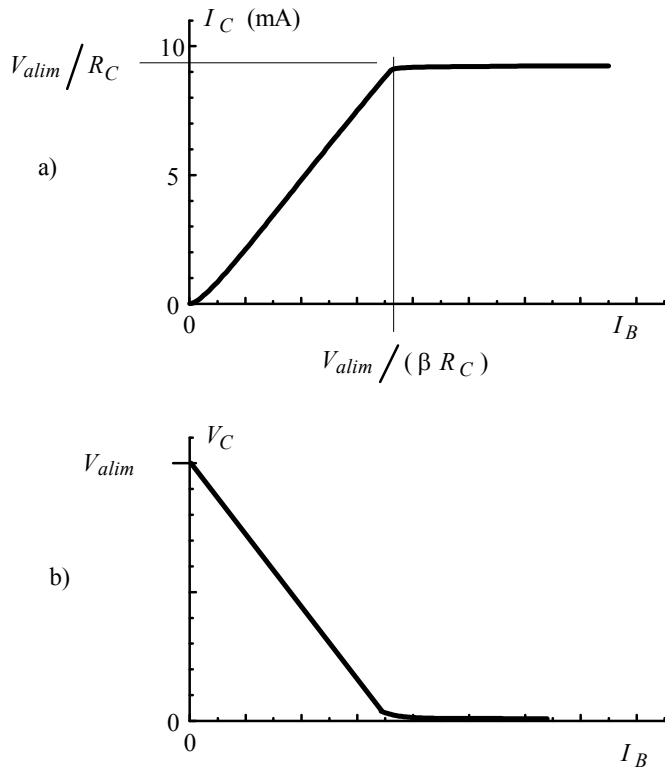 I_C (mA)
10
V_alim / R_C
a)
5
0
0
I_B
V_alim / ( β R_C )
V_C
V_alim
b)
0
0
I_B